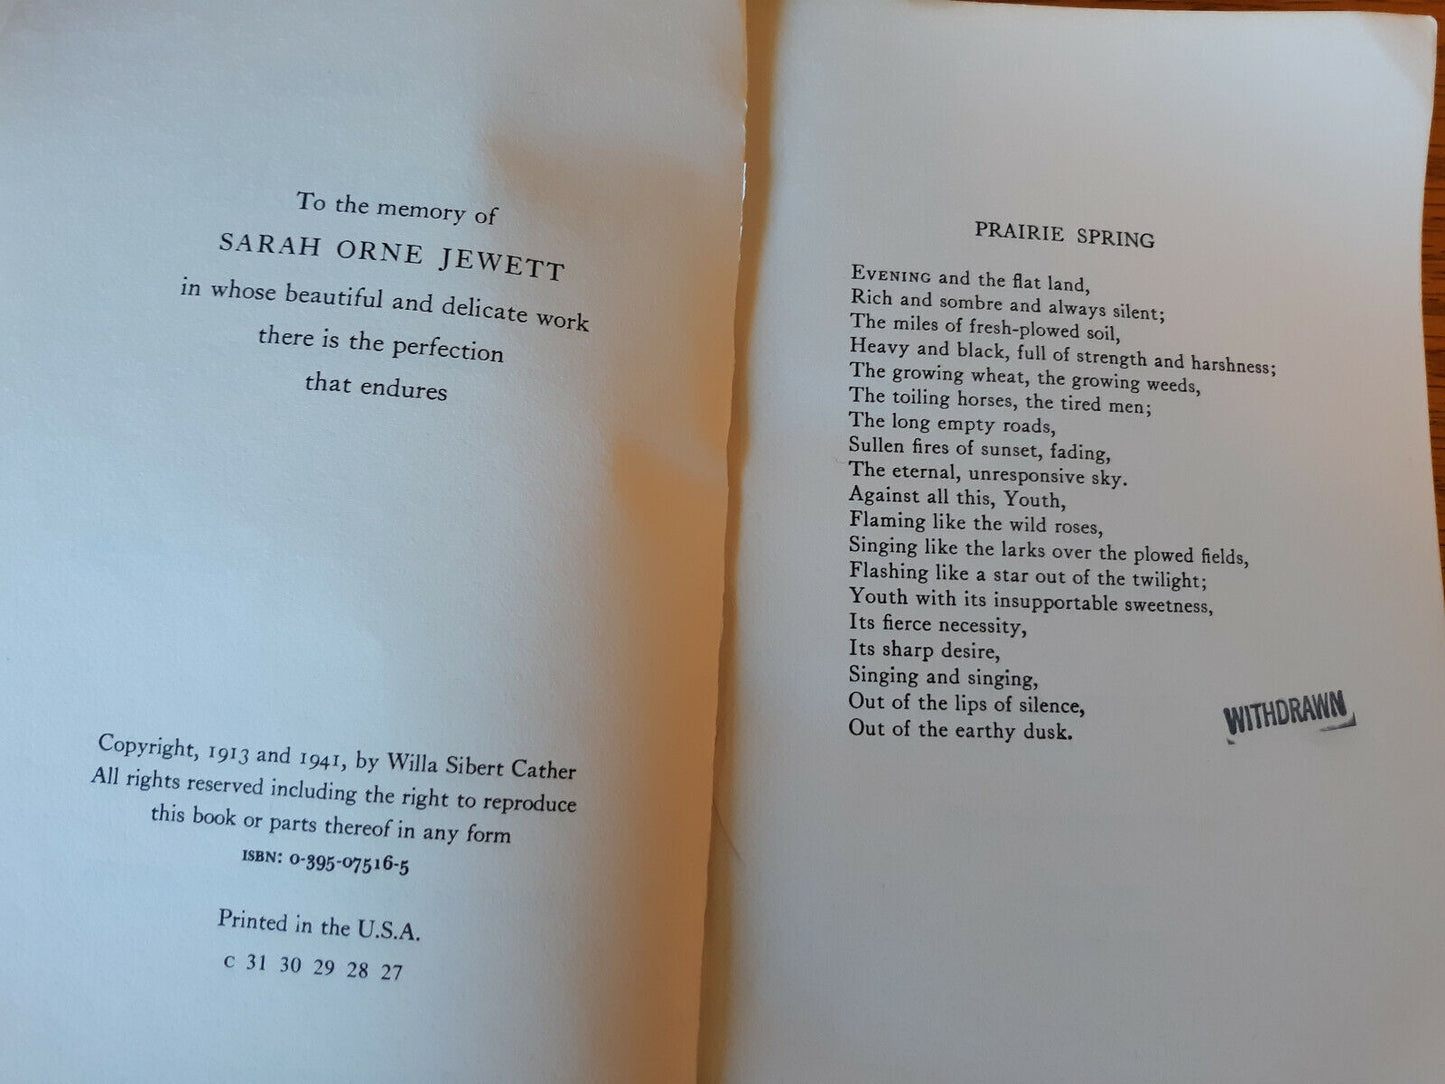 To the memory of
SARAH ORNE JEWETT
in whose beautiful and delicate work
there is the perfection
that endures
Copyright, 1913 and 1941, by Willa Sibert Cather
All rights reserved including the right to reproduce
this book or parts thereof in any form
ISBN: 0-395-07516-5
Printed in the U.S.A.
C 31 30 29 28 27
PRAIRIE SPRING
EVENING and the flat land,
Rich and sombre and always silent;
The miles of fresh-plowed soil,
Heavy and black, full of strength and harshness;
The growing wheat, the growing weeds,
The toiling horses, the tired men;
The long empty roads,
Sullen fires of sunset, fading,
The eternal, unresponsive sky.
Against all this, Youth,
Flaming like the wild roses,
Singing like the larks over the plowed fields,
Flashing like a star out of the twilight;
Youth with its insupportable sweetness,
Its fierce necessity,
Its sharp desire,
Singing and singing,
Out of the lips of silence,
Out of the earthy dusk.
WITHDRAWN